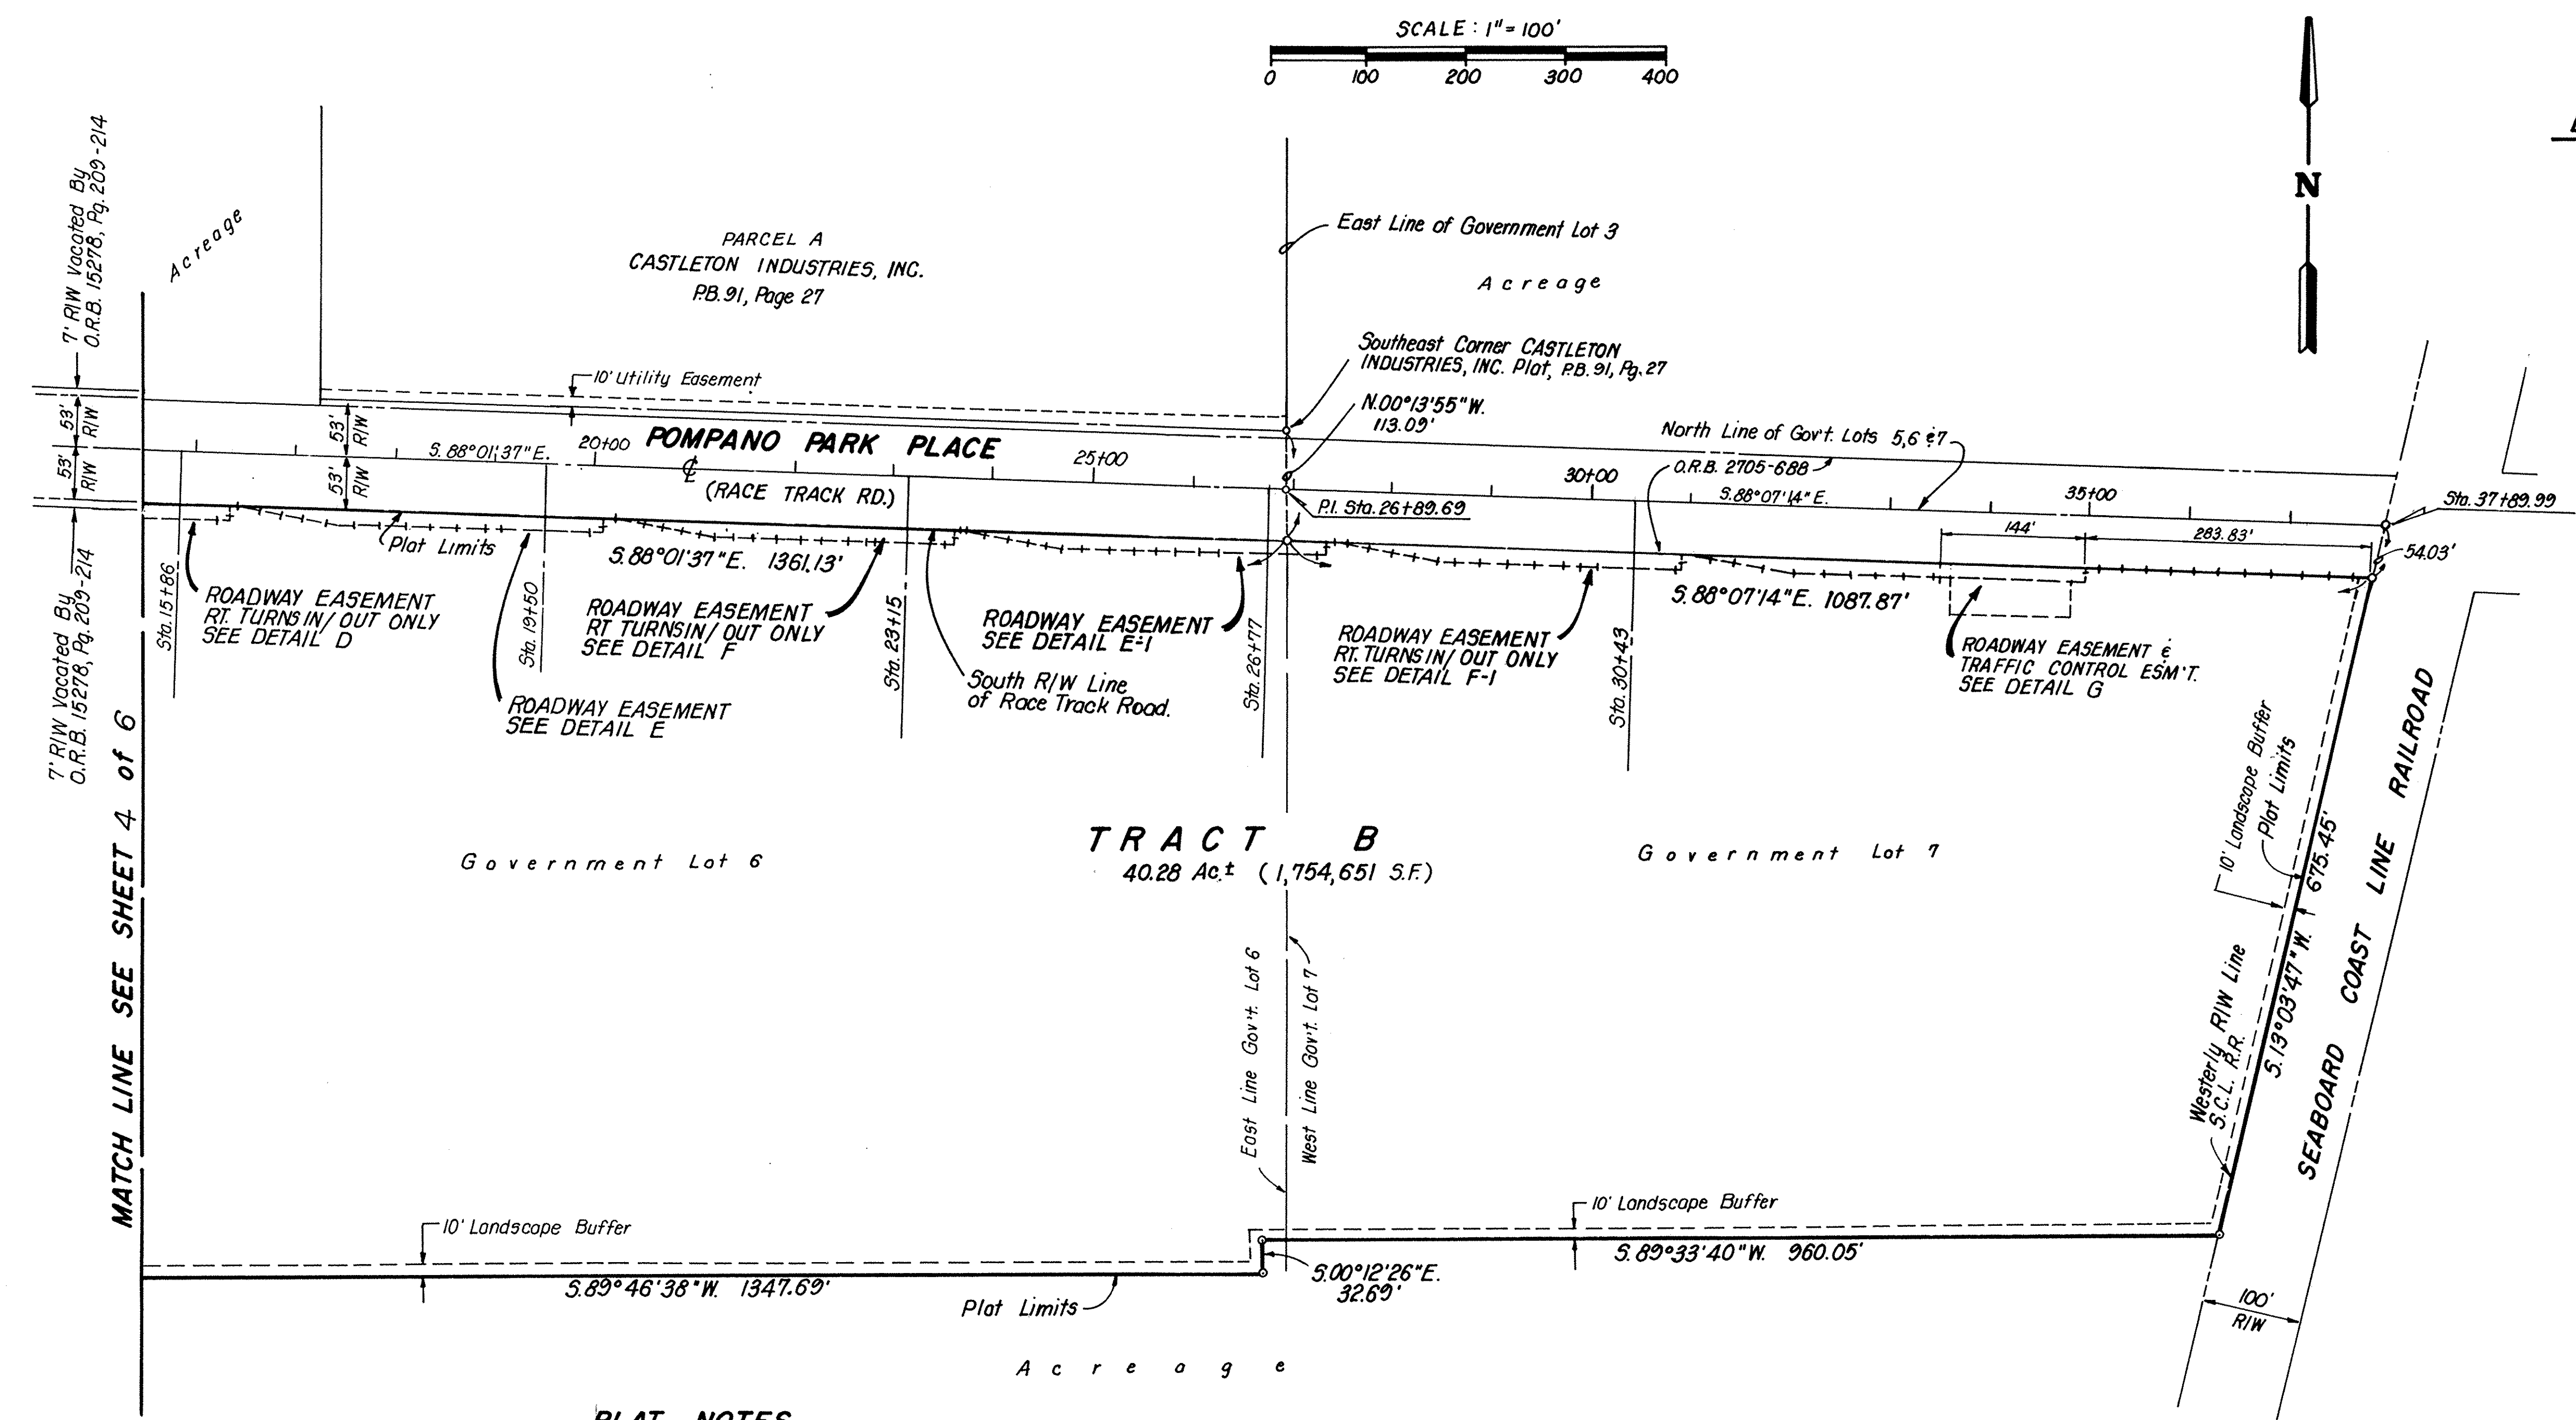 SCALE : 1" = 100'
0 100 200 300 400
N
7' R/W Vacated By
O.R.B. 15278, Pg. 209-214
Acreage
PARCEL A
CASTLETON INDUSTRIES, INC.
P.B. 91, Page 27
East Line of Government Lot 3
Acreage
Southeast Corner CASTLETON
INDUSTRIES, INC. Plat, P.B. 91, Pg. 27
N.00°13'55"W.
113.09'
10' Utility Easement
53'
R/W
53'
R/W
53'
R/W
53'
R/W
S.88°01'37"E.
20+00
POMPANO PARK PLACE
℄
(RACE TRACK RD.)
25+00
P.I. Sta. 26+89.69
30+00
North Line of Gov't. Lots 5,6 & 7
O.R.B. 2705-688
S.88°07'14"E.
35+00
Sta. 37+89.99
144'
283.83'
54.03'
Plat Limits
S.88°01'37"E. 1361.13'
S.88°07'14"E. 1087.87'
7' R/W Vacated By
O.R.B. 15278, Pg. 209-214
Sta. 15+86
ROADWAY EASEMENT
RT. TURNS IN/ OUT ONLY
SEE DETAIL D
Sta. 19+50
ROADWAY EASEMENT
SEE DETAIL E
ROADWAY EASEMENT
RT TURNS IN/ OUT ONLY
SEE DETAIL F
Sta. 23+15
South R/W Line
of Race Track Road.
ROADWAY EASEMENT
SEE DETAIL E-1
Sta. 26+77
ROADWAY EASEMENT
RT. TURNS IN/ OUT ONLY
SEE DETAIL F-1
Sta. 30+43
ROADWAY EASEMENT &
TRAFFIC CONTROL ESM'T.
SEE DETAIL G
MATCH LINE SEE SHEET 4 of 6
Government Lot 6
TRACT B
40.28 Ac.± (1,754,651 S.F.)
Government Lot 7
10' Landscape Buffer
Plat Limits
S.13°03'47"W. 675.45'
SEABOARD COAST LINE RAILROAD
Westerly R/W Line
S.C.L. R.R.
East Line Gov't. Lot 6
West Line Gov't. Lot 7
10' Landscape Buffer
10' Landscape Buffer
S.89°46'38"W. 1347.69'
S.00°12'26"E.
32.69'
S.89°33'40"W. 960.05'
Plat Limits
100'
R/W
Acreage
PLAT NOTES